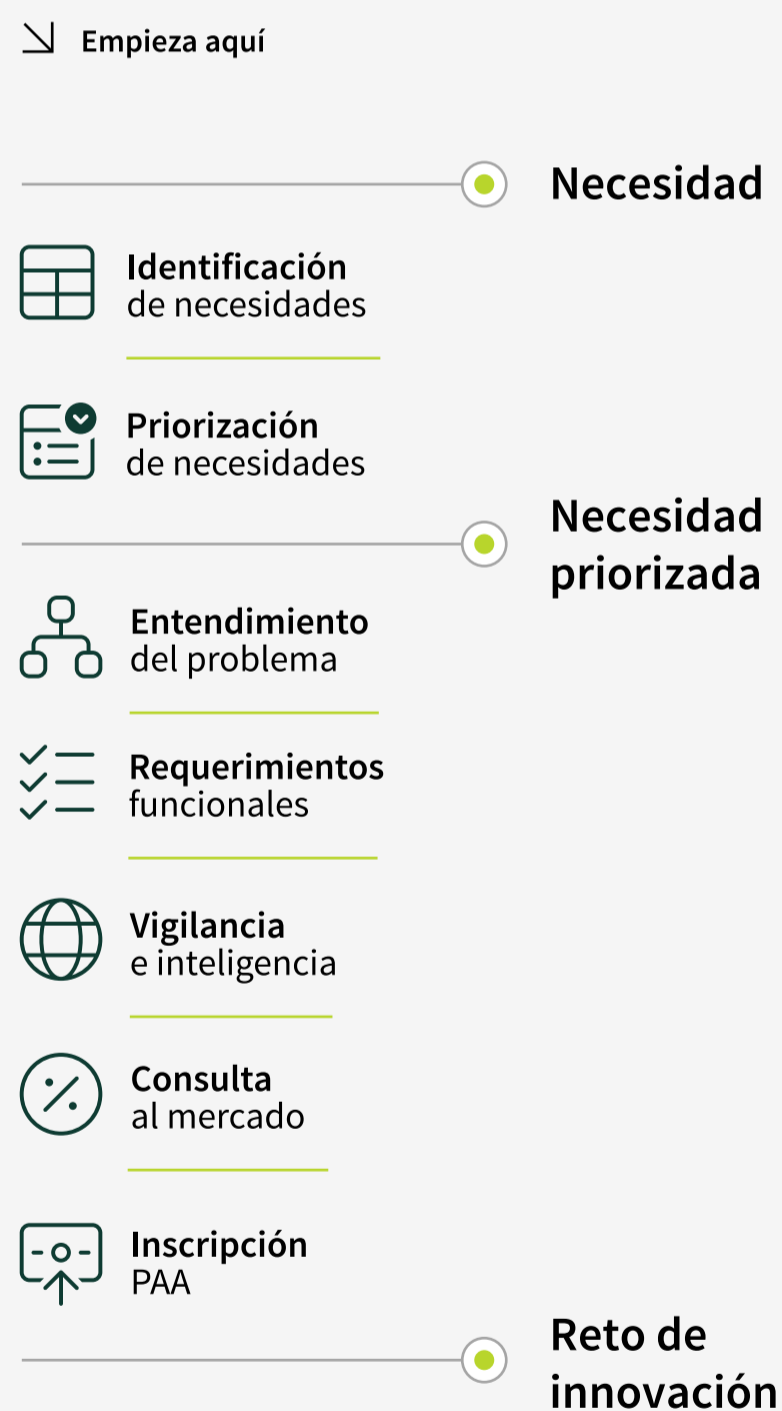 Empieza aquí
Necesidad
Identificación
de necesidades
Priorización
de necesidades
Necesidad
priorizada
Entendimiento
del problema
Requerimientos
funcionales
Vigilancia
e inteligencia
Consulta
al mercado
Inscripción
PAA
Reto de
innovación